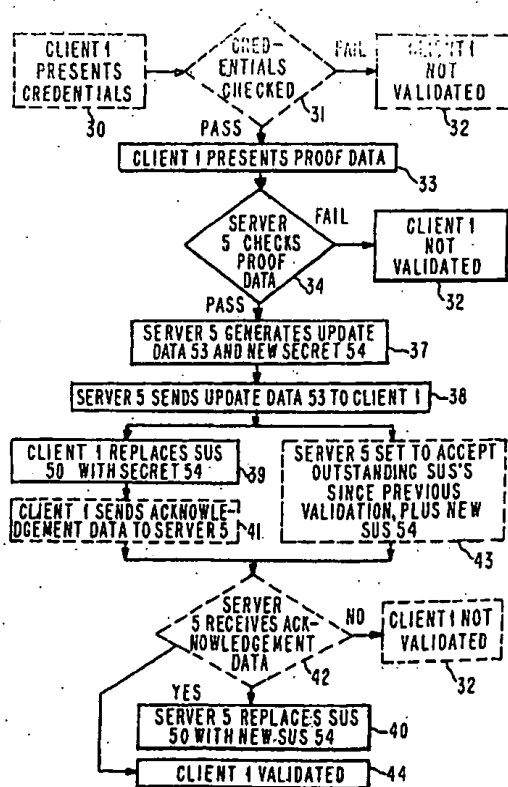 CLIENT 1
PRESENTS
CREDENTIALS
30
CRED-
ENTIALS
CHECKED
31
FAIL
CLIENT 1
NOT
VALIDATED
32
PASS
CLIENT 1 PRESENTS PROOF DATA
33
SERVER
5 CHECKS
PROOF
DATA
34
FAIL
CLIENT 1
NOT
VALIDATED
32
PASS
SERVER 5 GENERATES UPDATE
DATA 53 AND NEW SECRET 54
37
SERVER 5 SENDS UPDATE DATA 53 TO CLIENT 1
38
CLIENT 1 REPLACES SUS
50 WITH SECRET 54
39
CLIENT 1 SENDS ACKNOWLE-
DGEMENT DATA TO SERVER 5
41
SERVER 5 SET TO ACCEPT
OUTSTANDING SUS'S
SINCE PREVIOUS
VALIDATION, PLUS NEW
SUS 54
43
SERVER
5 RECEIVES ACK-
NOWLEDGEMENT
DATA
42
NO
CLIENT 1 NOT
VALIDATED
32
YES
SERVER 5 REPLACES SUS
50 WITH NEW SUS 54
40
CLIENT 1 VALIDATED
44